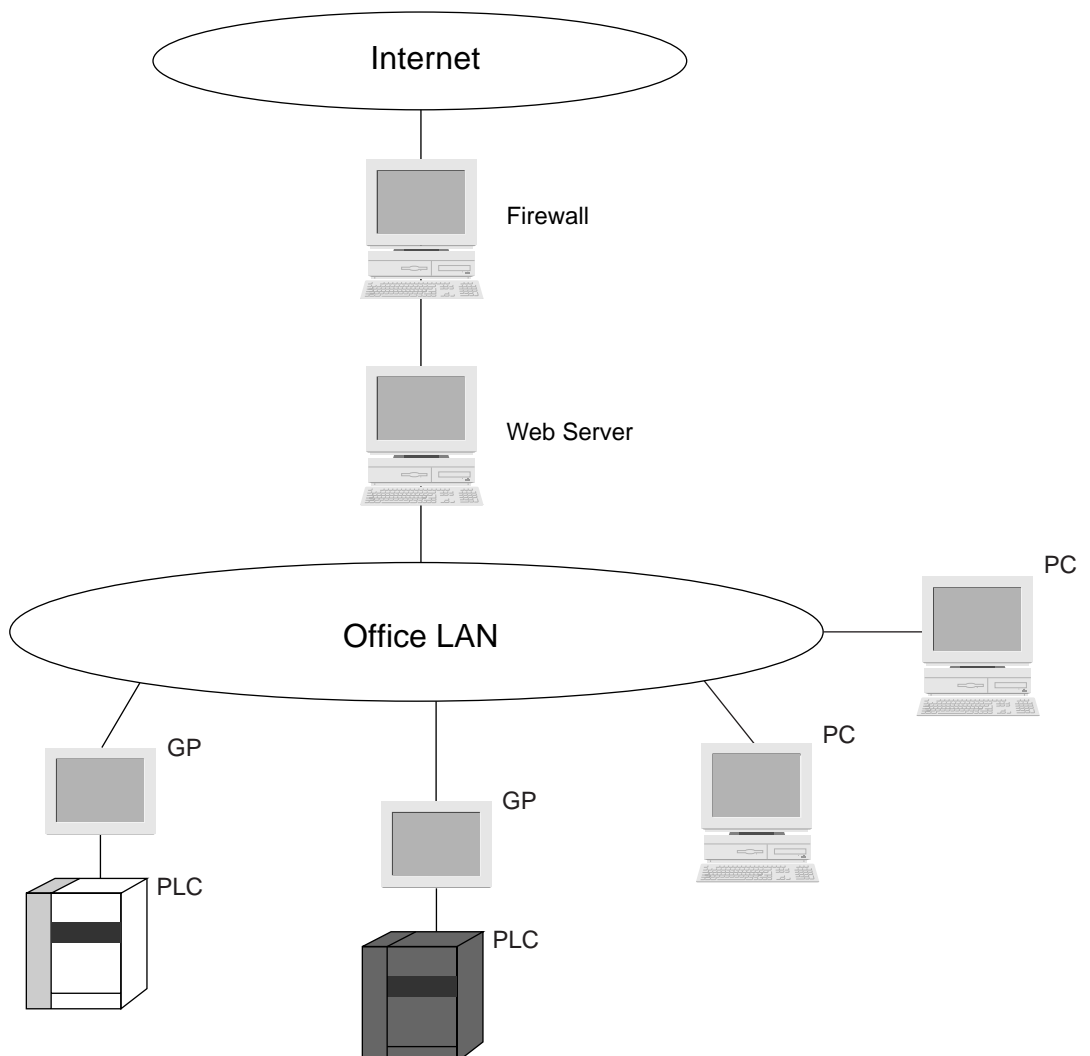 Internet
Firewall
Web Server
PC
Office LAN
PC
GP
GP
PLC
PLC